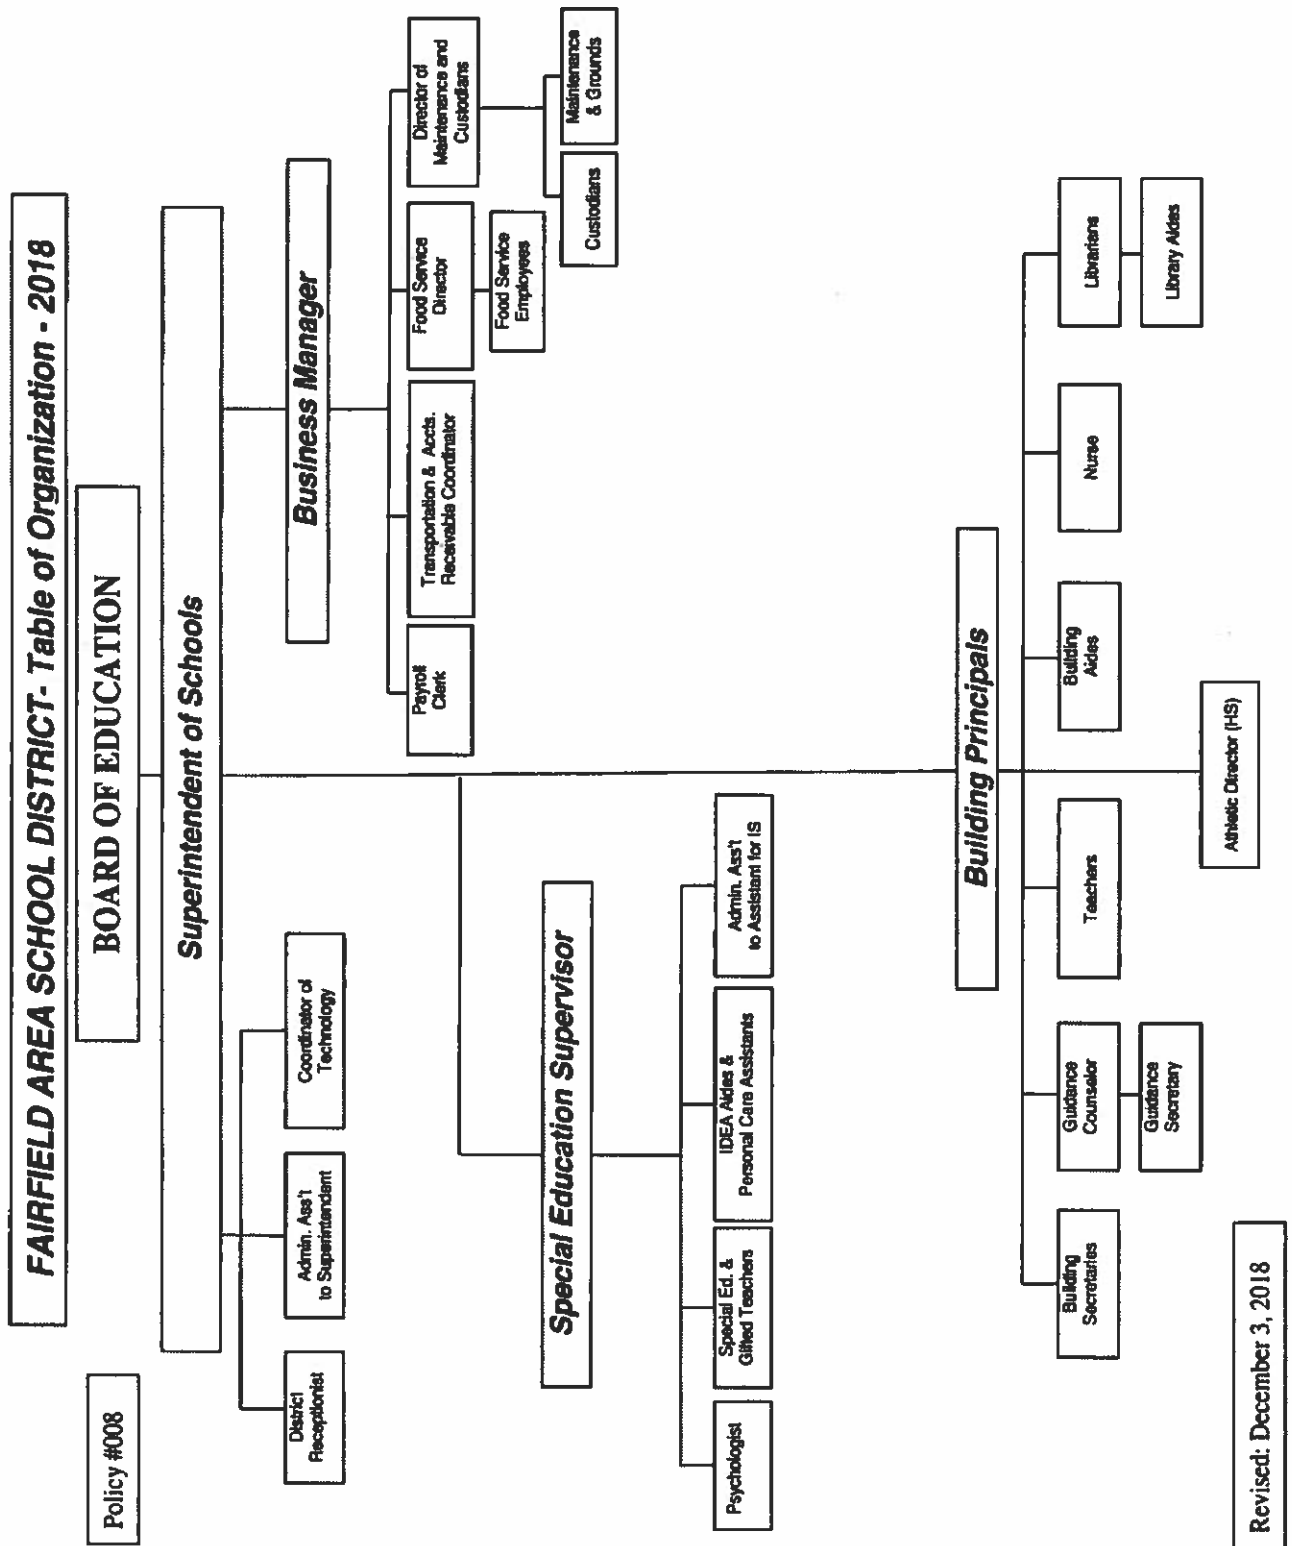 FAIRFIELD AREA SCHOOL DISTRICT- Table of Organization - 2018
Policy #008
BOARD OF EDUCATION
Superintendent of Schools
District
Receptionist
Admin. Ass't
to Superintendent
Coordinator of
Technology
Business Manager
Payroll
Clerk
Transportation & Accts.
Receivable Coordinator
Food Service
Director
Director of
Maintenance and
Custodians
Food Service
Employees
Custodians
Maintenance
& Grounds
Special Education Supervisor
Psychologist
Special Ed. &
Gifted Teachers
IDEA Aides &
Personal Care Assistants
Admin. Ass't
to Assistant for IS
Building Principals
Building
Secretaries
Guidance
Counselor
Teachers
Building
Aides
Nurse
Librarians
Guidance
Secretary
Library Aides
Athletic Director (HS)
Revised: December 3, 2018